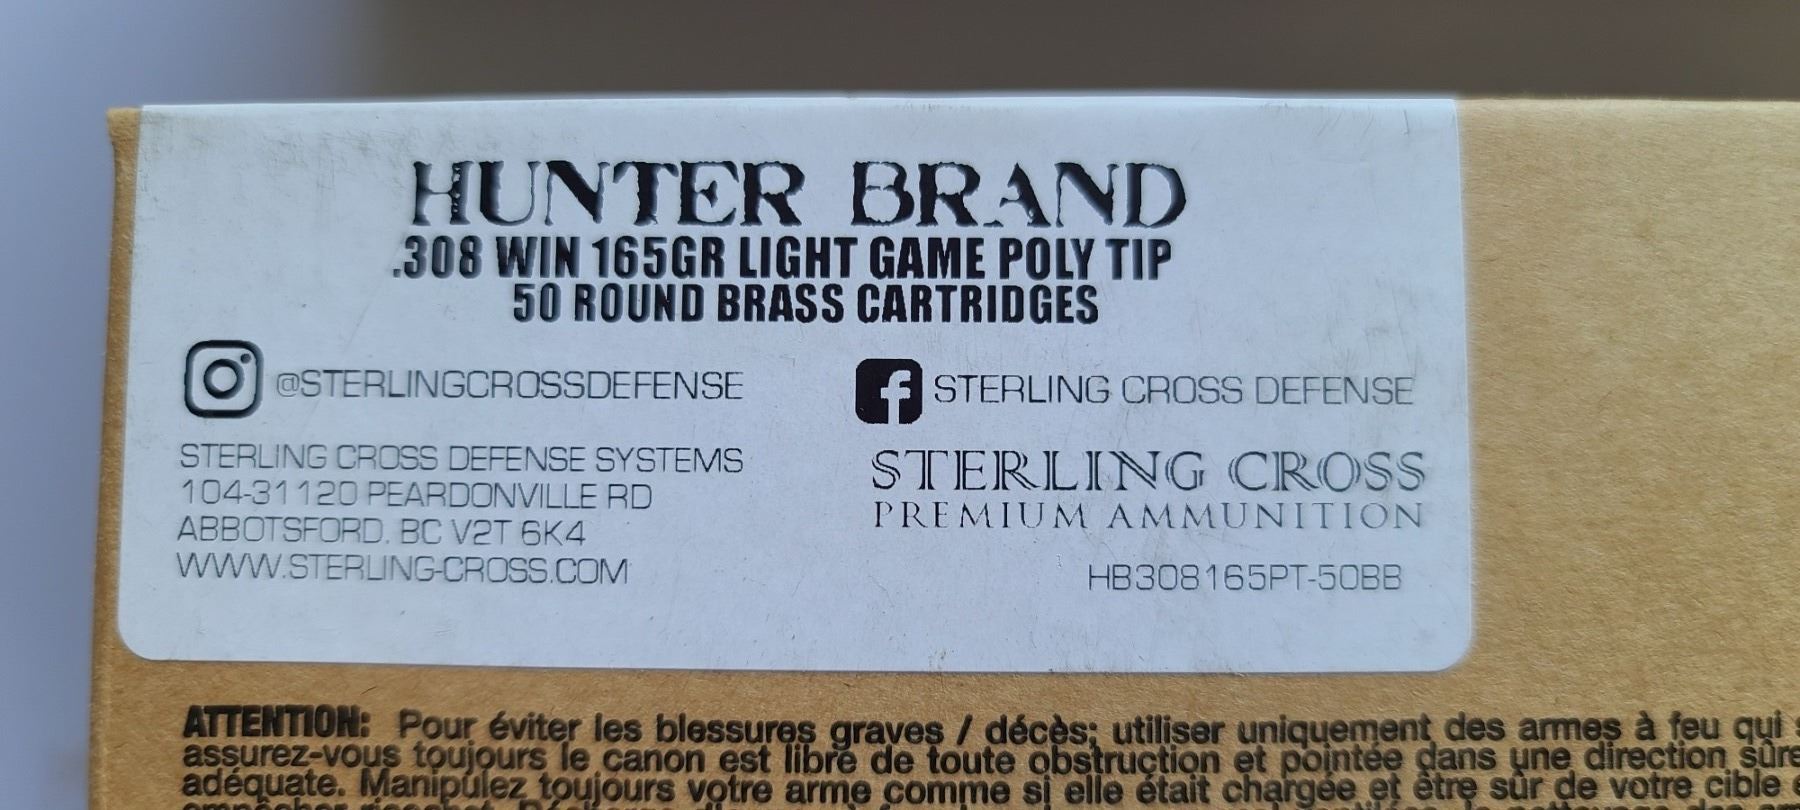 HUNTER BRAND
.308 WIN 165GR LIGHT GAME POLY TIP
50 ROUND BRASS CARTRIDGES
@STERLINGCROSSDEFENSE
STERLING CROSS DEFENSE
STERLING CROSS DEFENSE SYSTEMS
104-31120 PEARDONVILLE RD
ABBOTSFORD, BC V2T 6K4
WWW.STERLING-CROSS.COM
STERLING CROSS
PREMIUM AMMUNITION
HB308165PT-50BB
ATTENTION: Pour éviter les blessures graves / décès; utiliser uniquement des armes à feu qui
assurez-vous toujours le canon est libre de toute obstruction et pointée dans une direction sûre
adéquate. Manipulez toujours votre arme comme si elle était chargée et être sûr de votre cible